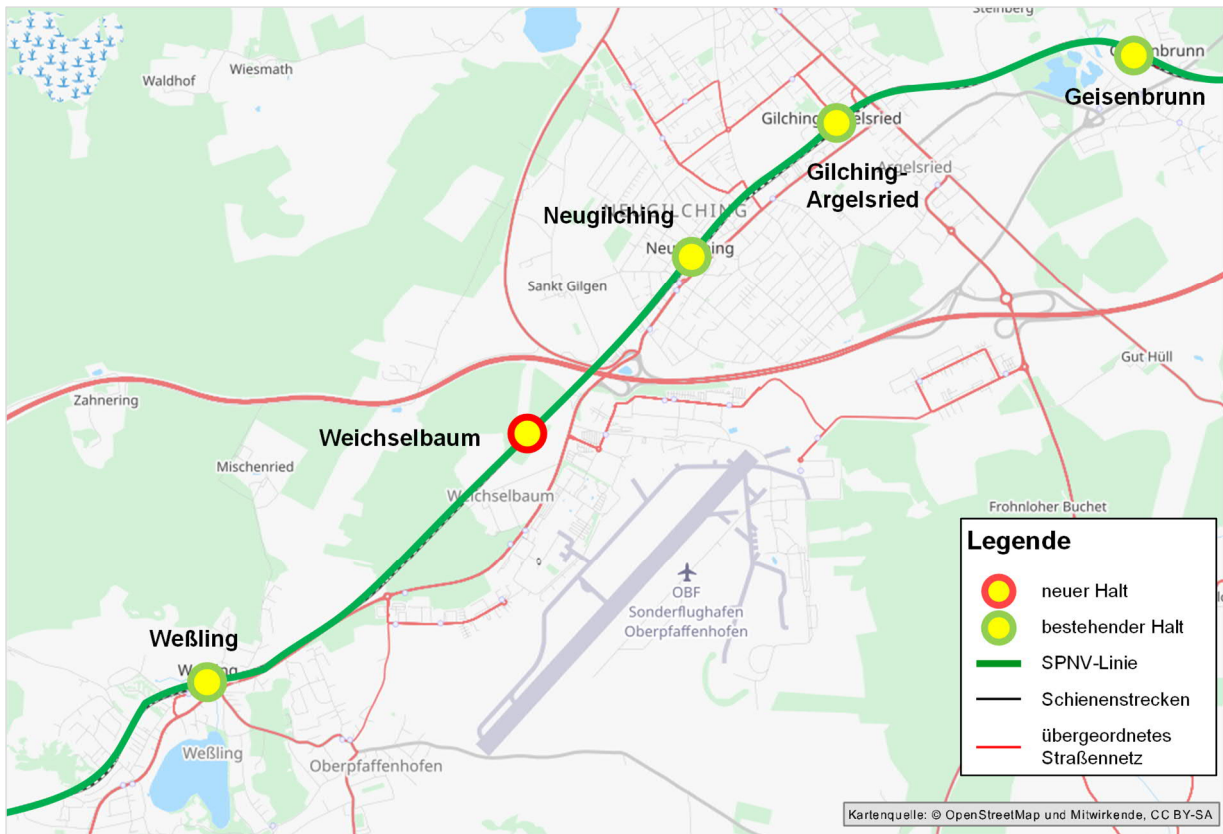 Steinberg
Waldhof
Wiesmath
Geisenbrunn
Gilching-
Argelsried
Argelsried
Neugilching
NEUGILCHING
Sankt Gilgen
Gut Hüll
Zahnering
Weichselbaum
Mischenried
Weichselbaum
Frohnloher Buchet
OBF
Sonderflughafen
Oberpfaffenhofen
Weßling
Weßling
Oberpfaffenhofen
Legende
neuer Halt
bestehender Halt
SPNV-Linie
Schienenstrecken
übergeordnetes
Straßennetz
Kartenquelle: © OpenStreetMap und Mitwirkende, CC BY-SA